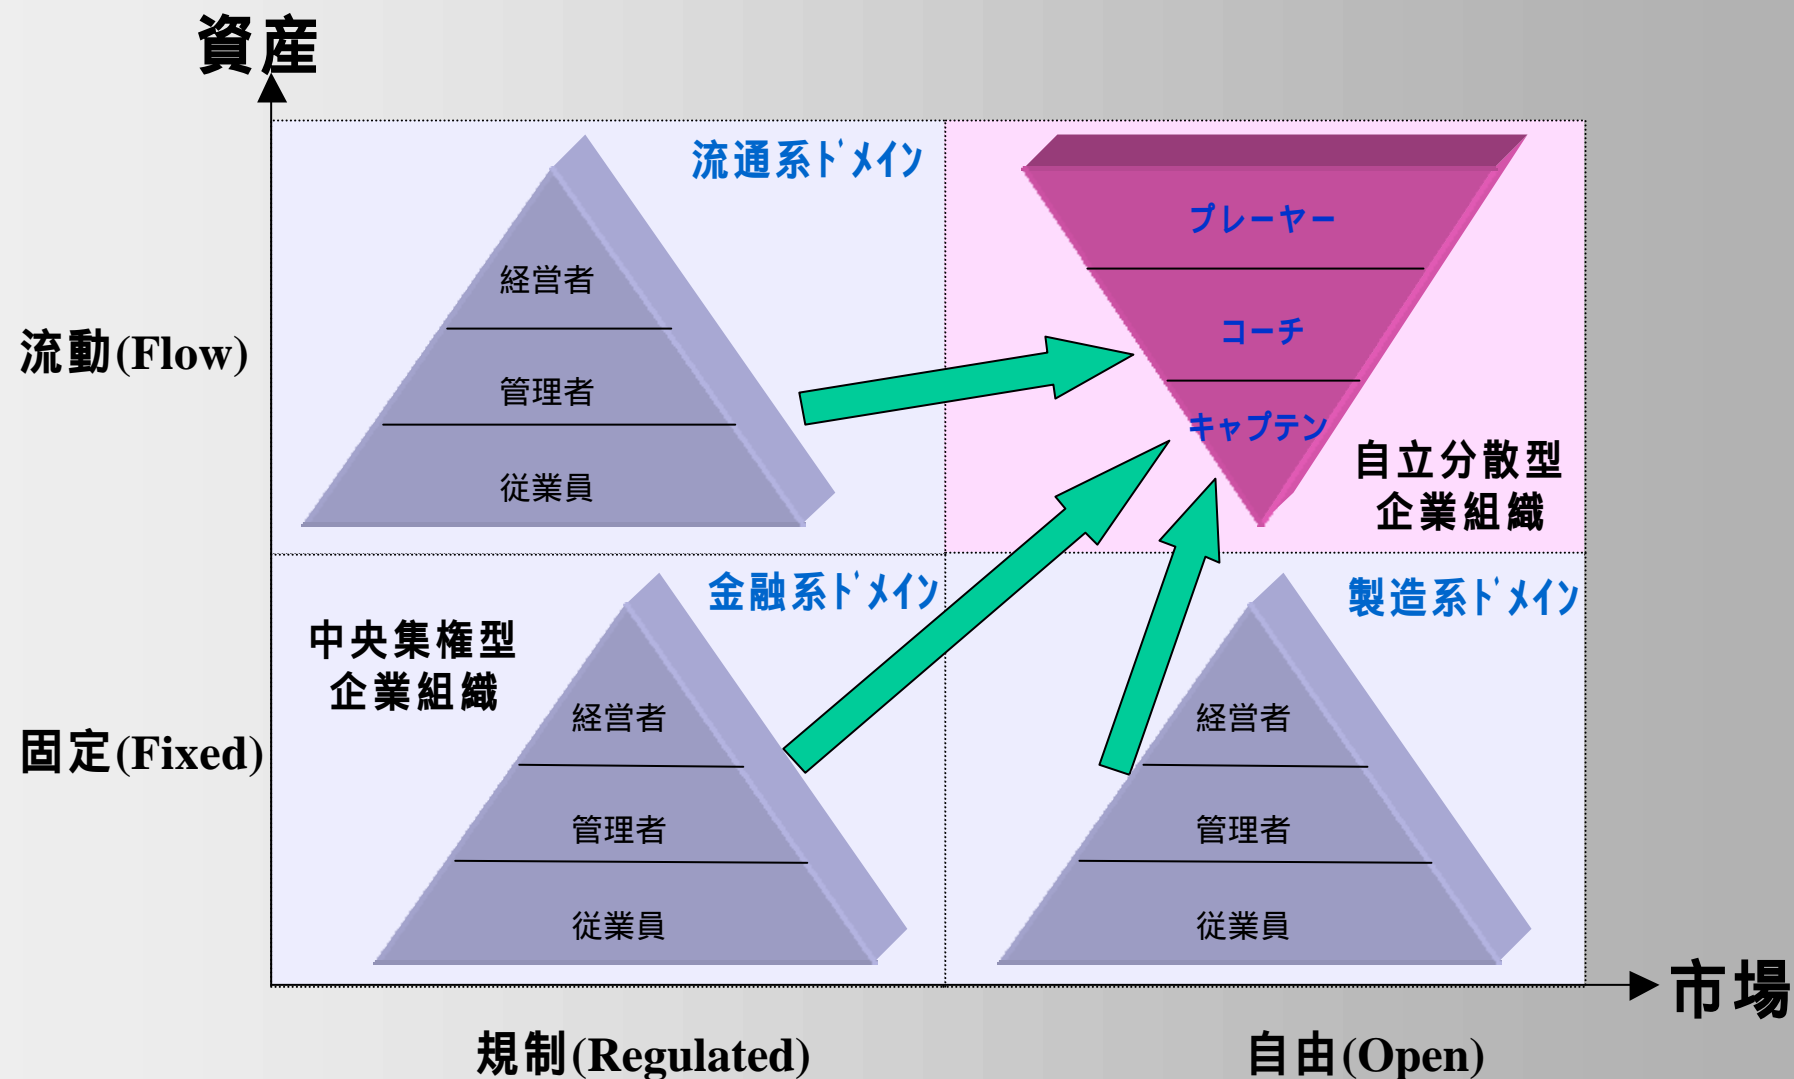 資産
流通系ドメイン
経営者
管理者
従業員
プレーヤー
コーチ
キャプテン
自立分散型
企業組織
流動(Flow)
金融系ドメイン
中央集権型
企業組織
経営者
管理者
従業員
製造系ドメイン
経営者
管理者
従業員
固定(Fixed)
市場
規制(Regulated)
自由(Open)